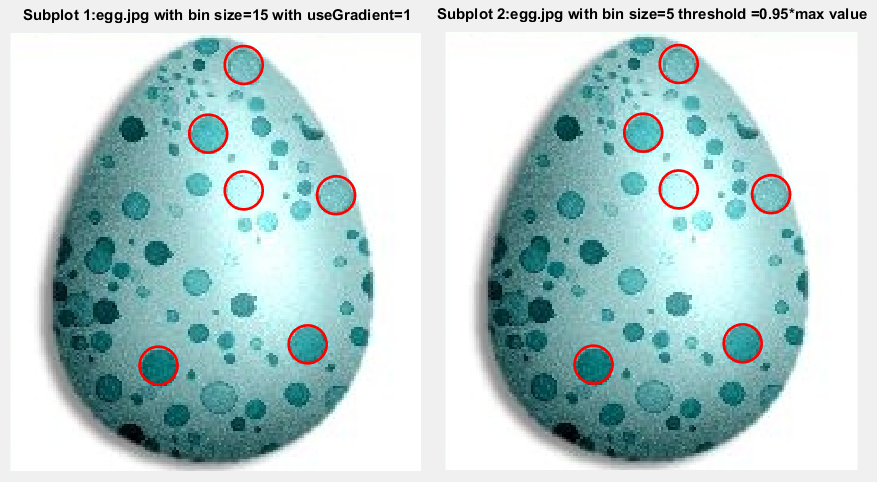 Subplot 1:egg.jpg with bin size=15 with useGradient=1
Subplot 2:egg.jpg with bin size=5 threshold =0.95*max value